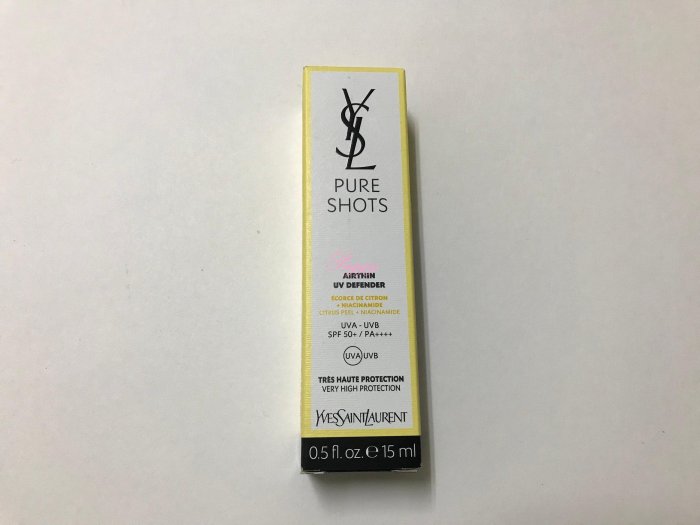 YSL
PURE
SHOTS
AiRTHiN
UV DEFENDER
ÉCORCE DE CITRON
+ NIACINAMIDE
CITRUS PEEL + NIACINAMIDE
UVA - UVB
SPF 50+ / PA++++
UVA UVB
TRÈS HAUTE PROTECTION
VERY HIGH PROTECTION
YVESSAINTLAURENT
0.5 fl. oz. e 15 ml